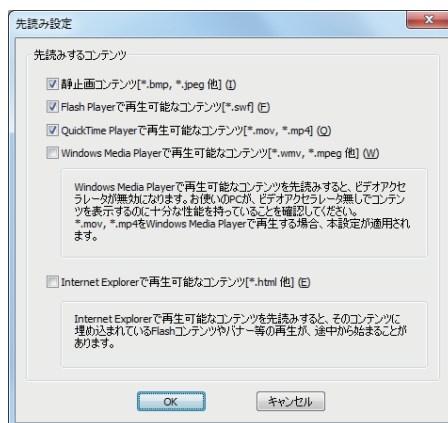 先読み設定
先読みするコンテンツ
静止画コンテンツ[*.bmp, *.jpeg 他] (I)
Flash Playerで再生可能なコンテンツ[*.swf] (F)
QuickTime Playerで再生可能なコンテンツ[*.mov, *.mp4] (Q)
Windows Media Playerで再生可能なコンテンツ[*.wmv, *.mpeg 他] (W)
Windows Media Playerで再生可能なコンテンツを先読みすると、ビデオアクセ
ラレータが無効になります。お使いのPCが、ビデオアクセラレータ無しでコンテン
ツを表示するのに十分な性能を持っていることを確認してください。
*.mov, *.mp4をWindows Media Playerで再生する場合、本設定が適用されま
す。
Internet Explorerで再生可能なコンテンツ[*.html 他] (E)
Internet Explorerで再生可能なコンテンツを先読みすると、そのコンテンツに
埋め込まれているFlashコンテンツやバナー等の再生が、途中から始まることが
あります。
OK
キャンセル